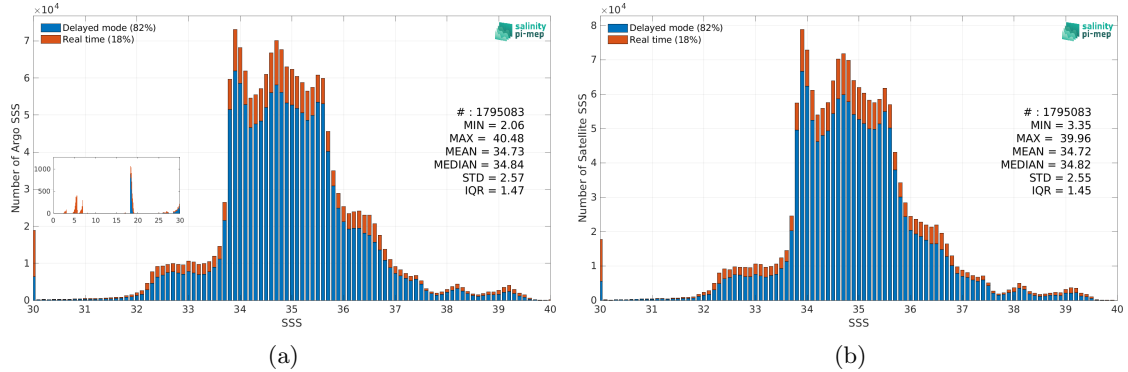 ×10^4
Delayed mode (82%)
Real time (18%)
salinity
pi-mep
# : 1795083
MIN = 2.06
MAX = 40.48
MEAN = 34.73
MEDIAN = 34.84
STD = 2.57
IQR = 1.47
Number of Argo SSS
7
6
5
4
3
2
1
0
1000
500
0
0 5 10 15 20 25 30
30 31 32 33 34 35 36 37 38 39 40
SSS
(a)
×10^4
Delayed mode (82%)
Real time (18%)
salinity
pi-mep
# : 1795083
MIN = 3.35
MAX = 39.96
MEAN = 34.72
MEDIAN = 34.82
STD = 2.55
IQR = 1.45
Number of Satellite SSS
8
7
6
5
4
3
2
1
0
30 31 32 33 34 35 36 37 38 39 40
SSS
(b)